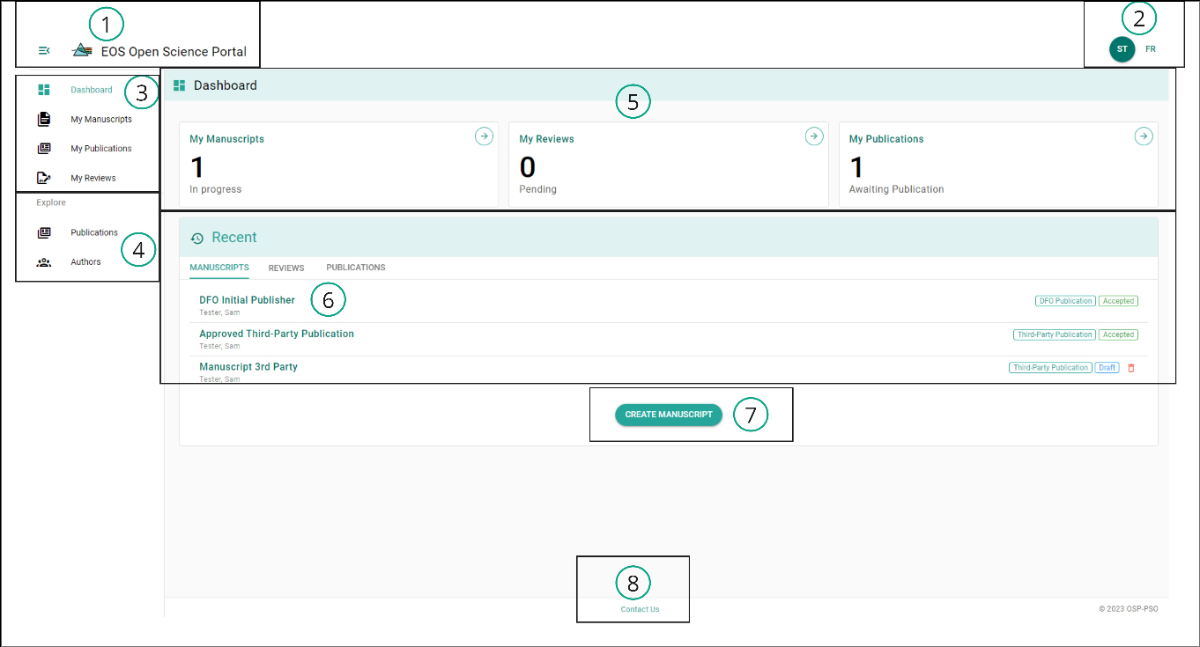 1
EOS Open Science Portal
2
ST FR
Dashboard
3
My Manuscripts
My Publications
My Reviews
Explore
Publications
Authors
4
Dashboard
5
My Manuscripts
1
In progress
My Reviews
0
Pending
My Publications
1
Awaiting Publication
Recent
MANUSCRIPTS REVIEWS PUBLICATIONS
DFO Initial Publisher
Tester, Sam
6
DFO Publication Accepted
Approved Third-Party Publication
Tester, Sam
Third-Party Publication Accepted
Manuscript 3rd Party
Tester, Sam
Third-Party Publication Draft
CREATE MANUSCRIPT
7
8
Contact Us
© 2023 OSP-PSO